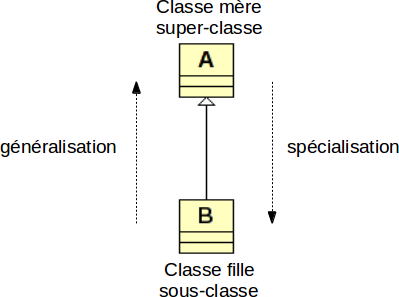 Classe mère
super-classe
A
généralisation
spécialisation
B
Classe fille
sous-classe